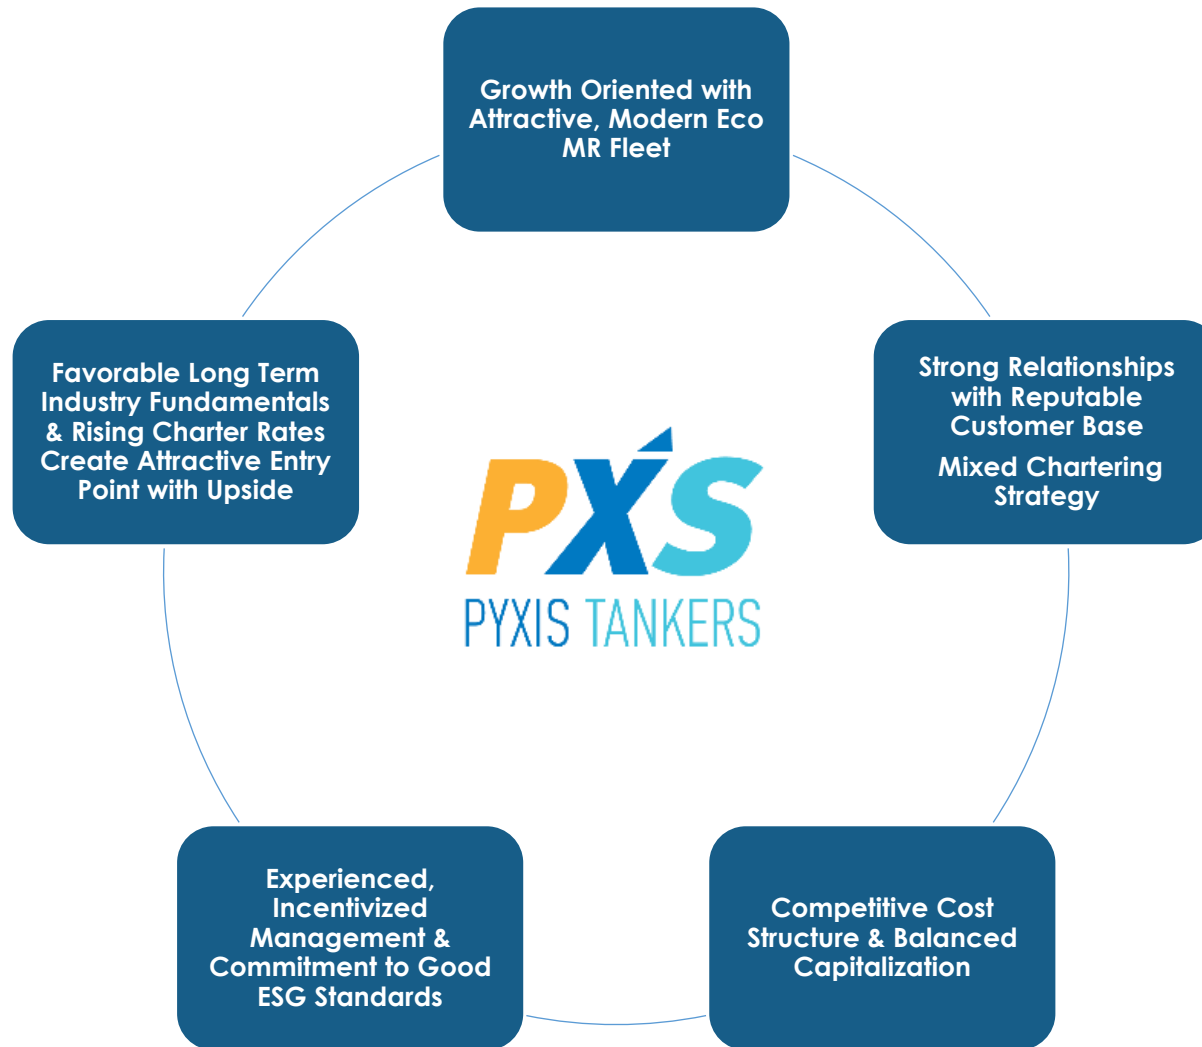 Growth Oriented with
Attractive, Modern Eco
MR Fleet
Favorable Long Term
Industry Fundamentals
& Rising Charter Rates
Create Attractive Entry
Point with Upside
Strong Relationships
with Reputable
Customer Base
Mixed Chartering
Strategy
PXS
PYXIS TANKERS
Experienced,
Incentivized
Management &
Commitment to Good
ESG Standards
Competitive Cost
Structure & Balanced
Capitalization